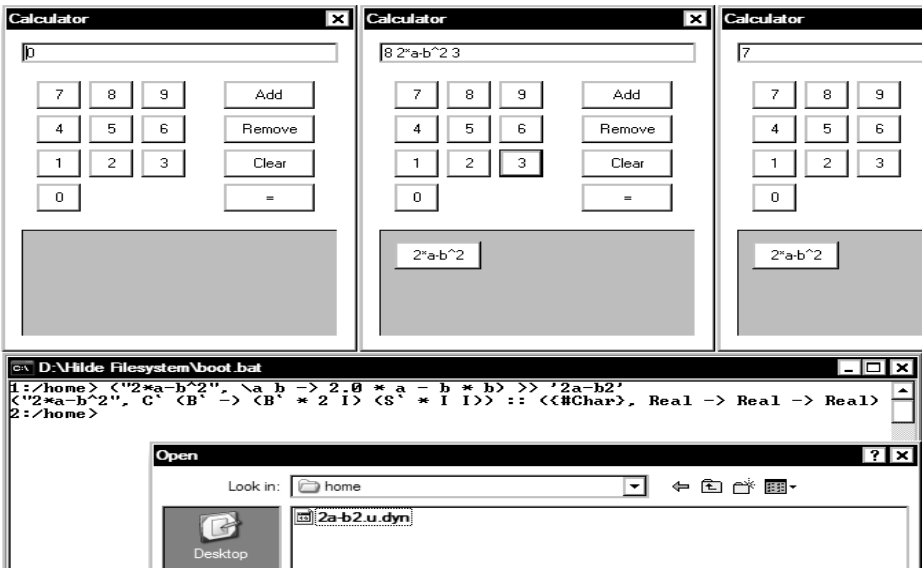 Calculator
0
7 8 9 Add
4 5 6 Remove
1 2 3 Clear
0 =
Calculator
8 2*a-b^2 3
7 8 9 Add
4 5 6 Remove
1 2 3 Clear
0 =
2*a-b^2
Calculator
7
7 8 9
4 5 6
1 2 3
0
2*a-b^2
D:\Hilde Filesystem\boot.bat
1:/home> ("2*a-b^2", \a b -> 2.0 * a - b * b) >> '2a-b2'
("2*a-b^2", C` (B` -) (B` * 2 I) (S` * I I)) :: ({#Char}, Real -> Real -> Real)
2:/home>
Open
Look in: home
2a-b2.u.dyn
Desktop